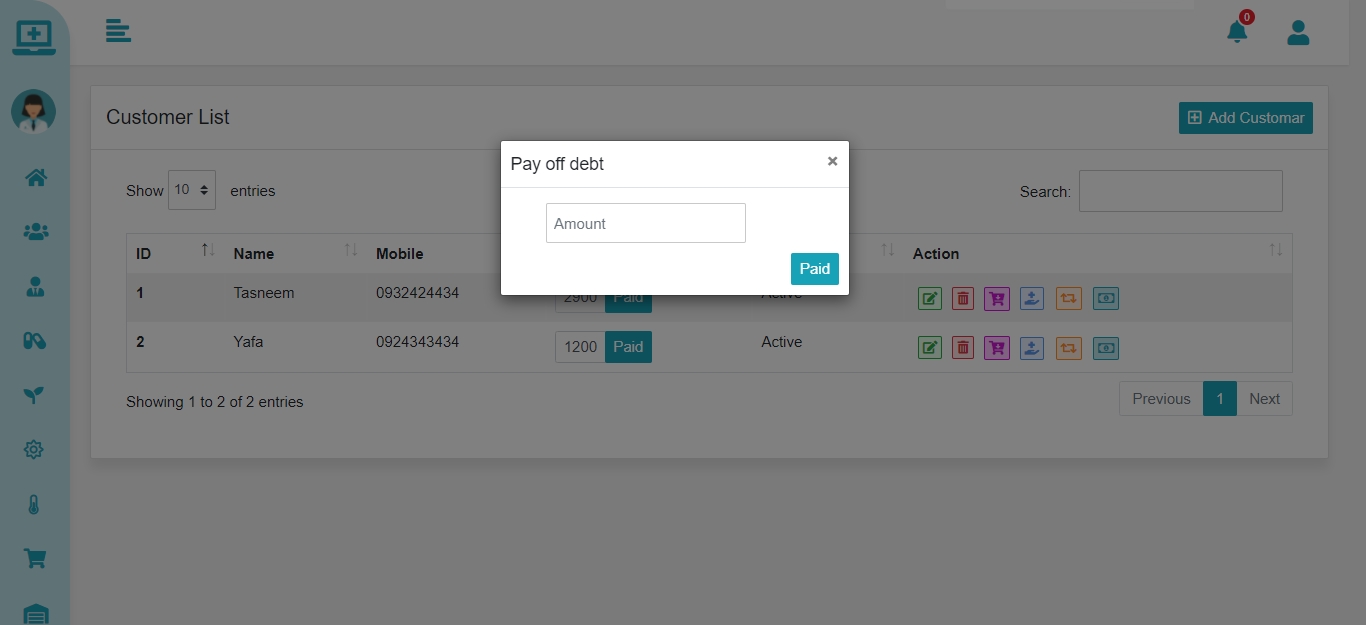 0
Customer List
Add Customar
Pay off debt ×
Show 10 entries
Search:
Amount
ID Name Mobile Action
Paid
1 Tasneem 0932424434 2900 Paid Active
2 Yafa 0924343434 1200 Paid Active
Showing 1 to 2 of 2 entries
Previous 1 Next